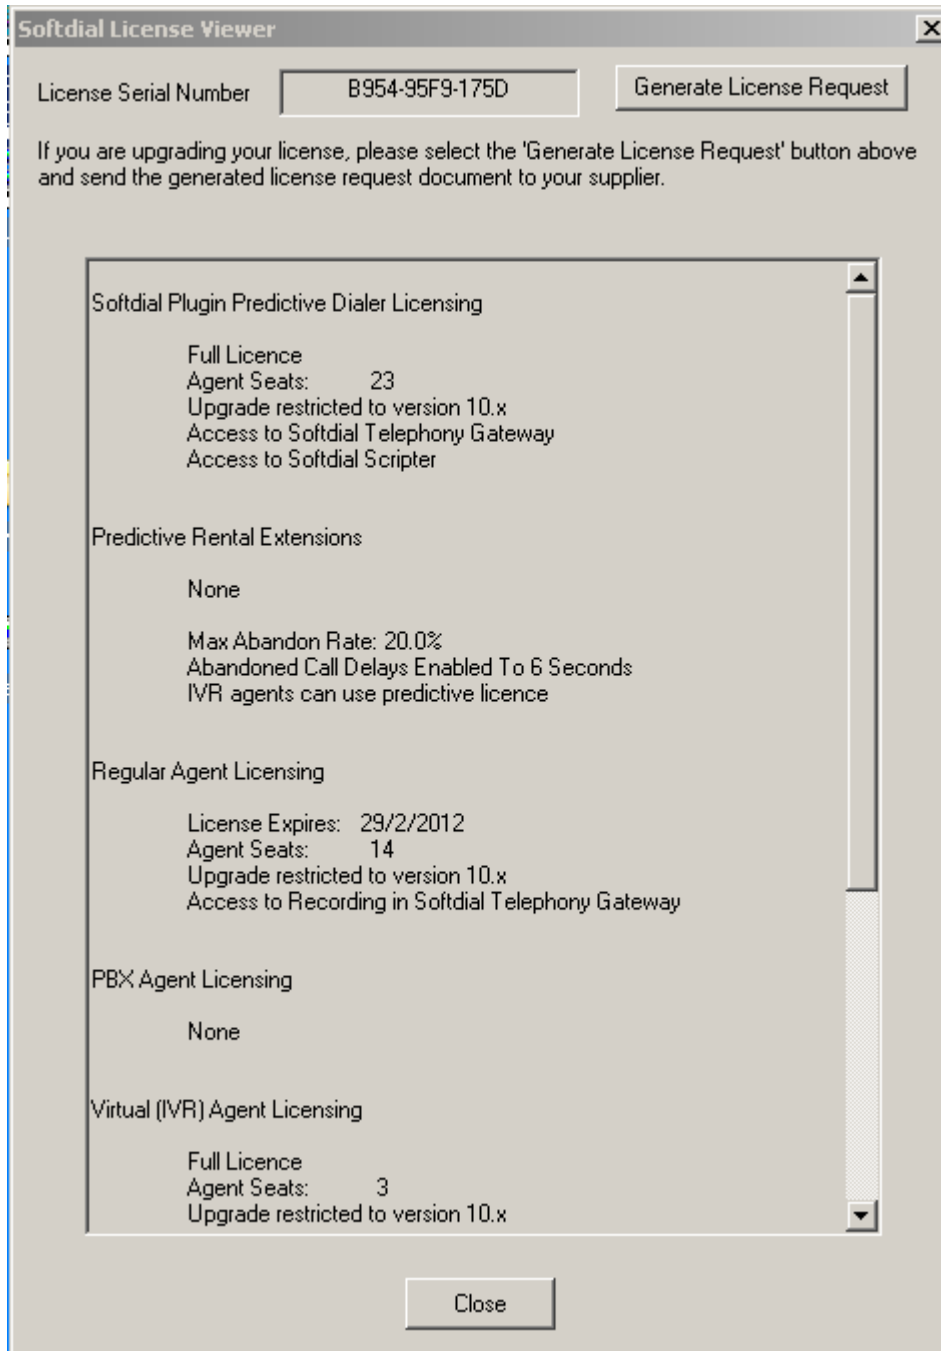 Softdial License Viewer
License Serial Number B954-95F9-175D Generate License Request
If you are upgrading your license, please select the 'Generate License Request' button above
and send the generated license request document to your supplier.
Softdial Plugin Predictive Dialer Licensing
Full Licence
Agent Seats: 23
Upgrade restricted to version 10.x
Access to Softdial Telephony Gateway
Access to Softdial Scripter
Predictive Rental Extensions
None
Max Abandon Rate: 20.0%
Abandoned Call Delays Enabled To 6 Seconds
IVR agents can use predictive licence
Regular Agent Licensing
License Expires: 29/2/2012
Agent Seats: 14
Upgrade restricted to version 10.x
Access to Recording in Softdial Telephony Gateway
PBX Agent Licensing
None
Virtual (IVR) Agent Licensing
Full Licence
Agent Seats: 3
Upgrade restricted to version 10.x
Close